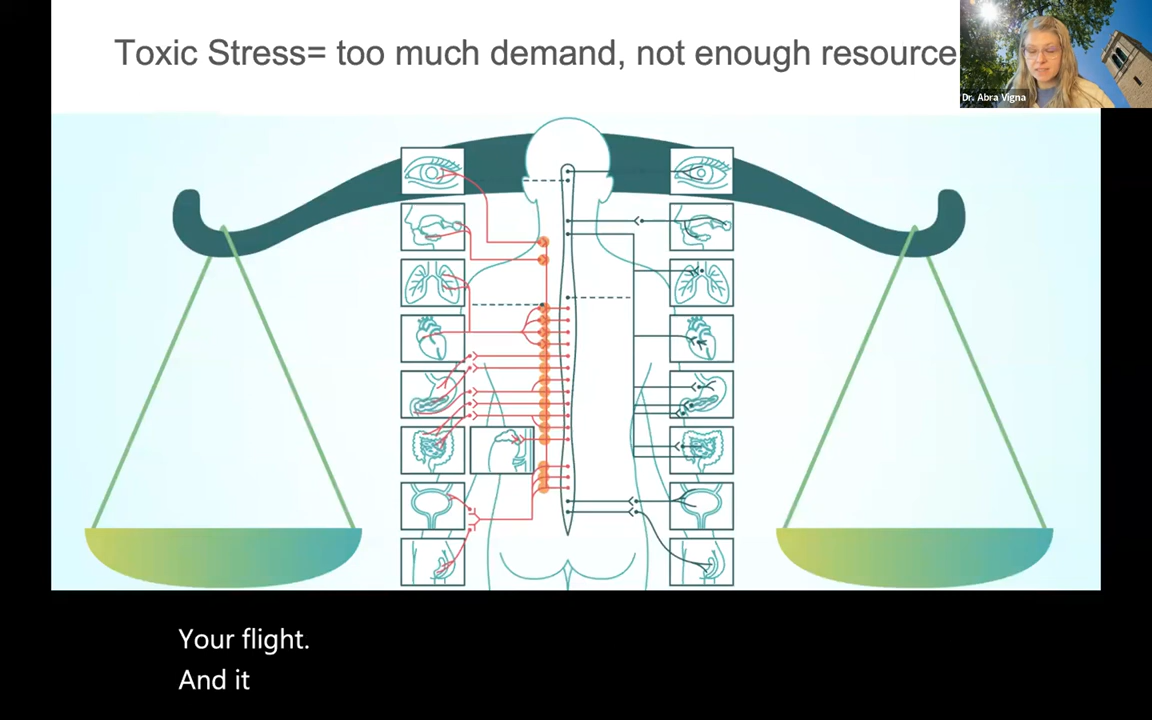 Toxic Stress= too much demand, not enough resource
Dr. Abra Vigna
Your flight.
And it